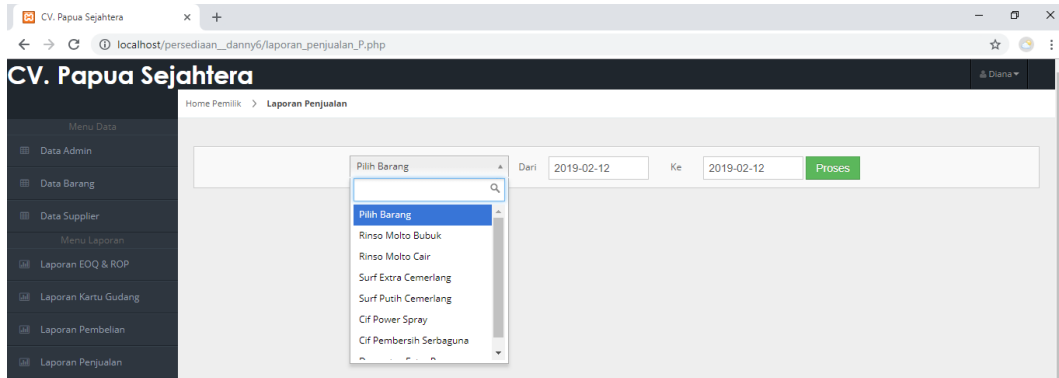 CV. Papua Sejahtera
localhost/persediaan_danny6/laporan_penjualan_P.php
CV. Papua Sejahtera
Diana
Home Pemilik > Laporan Penjualan
Menu Data
Data Admin
Data Barang
Data Supplier
Menu Laporan
Laporan EOQ & ROP
Laporan Kartu Gudang
Laporan Pembelian
Laporan Penjualan
Pilih Barang Dari 2019-02-12 Ke 2019-02-12 Proses
Pilih Barang
Rinso Molto Bubuk
Rinso Molto Cair
Surf Extra Cemerlang
Surf Putih Cemerlang
Cif Power Spray
Cif Pembersih Serbaguna